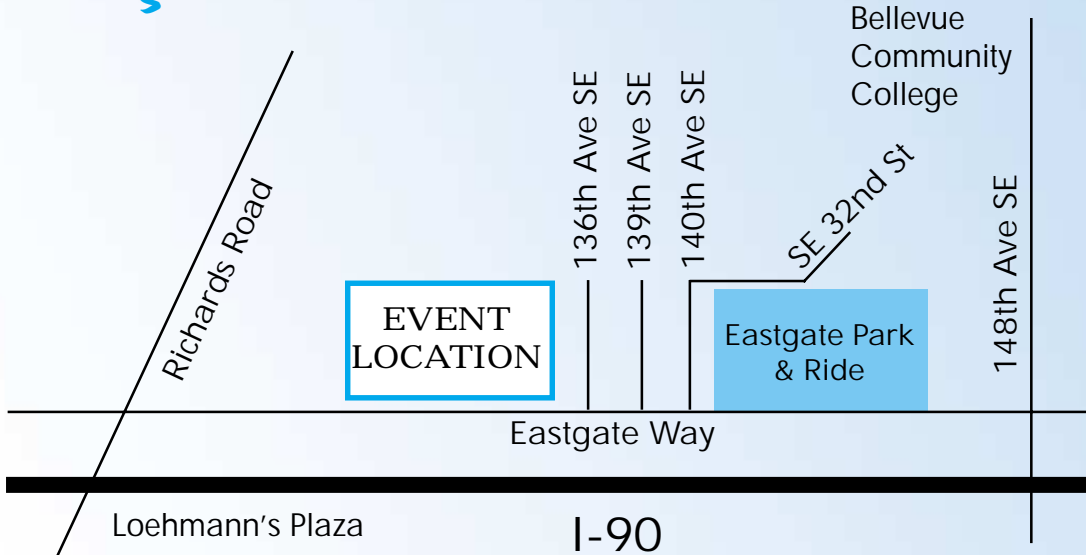 Bellevue
Community
College
Richards Road
136th Ave SE
139th Ave SE
140th Ave SE
SE 32nd St
148th Ave SE
EVENT
LOCATION
Eastgate Park
& Ride
Eastgate Way
Loehmann's Plaza
I-90